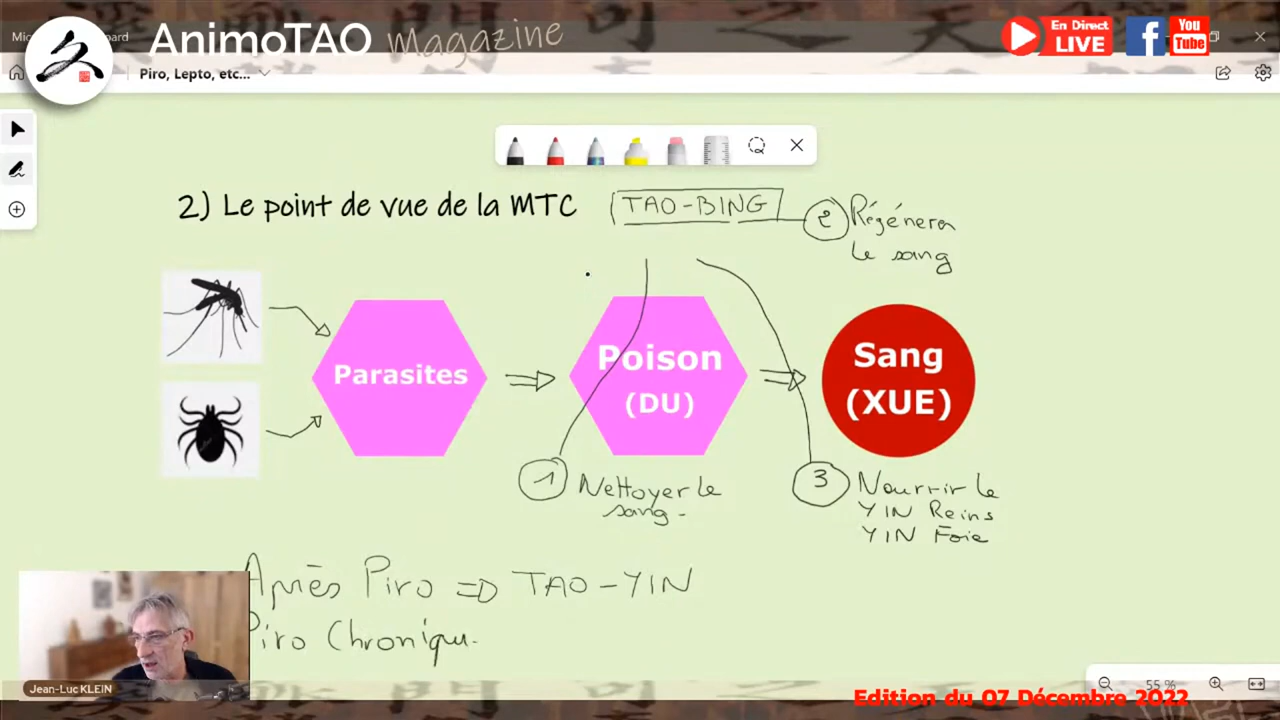 AnimoTAO Magazine
En Direct
LIVE
You
Tube
Piro, Lepto, etc...
2) Le point de vue de la MTC
TAO-BING
2 Régénérer
le sang
Parasites
Poison
(DU)
Sang
(XUE)
1 Nettoyer le
sang.
3 Nourrir le
YIN Reins
YIN Foie
Après Piro => TAO-YIN
Piro Chronique
Jean-Luc KLEIN
55 %
Edition du 07 Décembre 2022